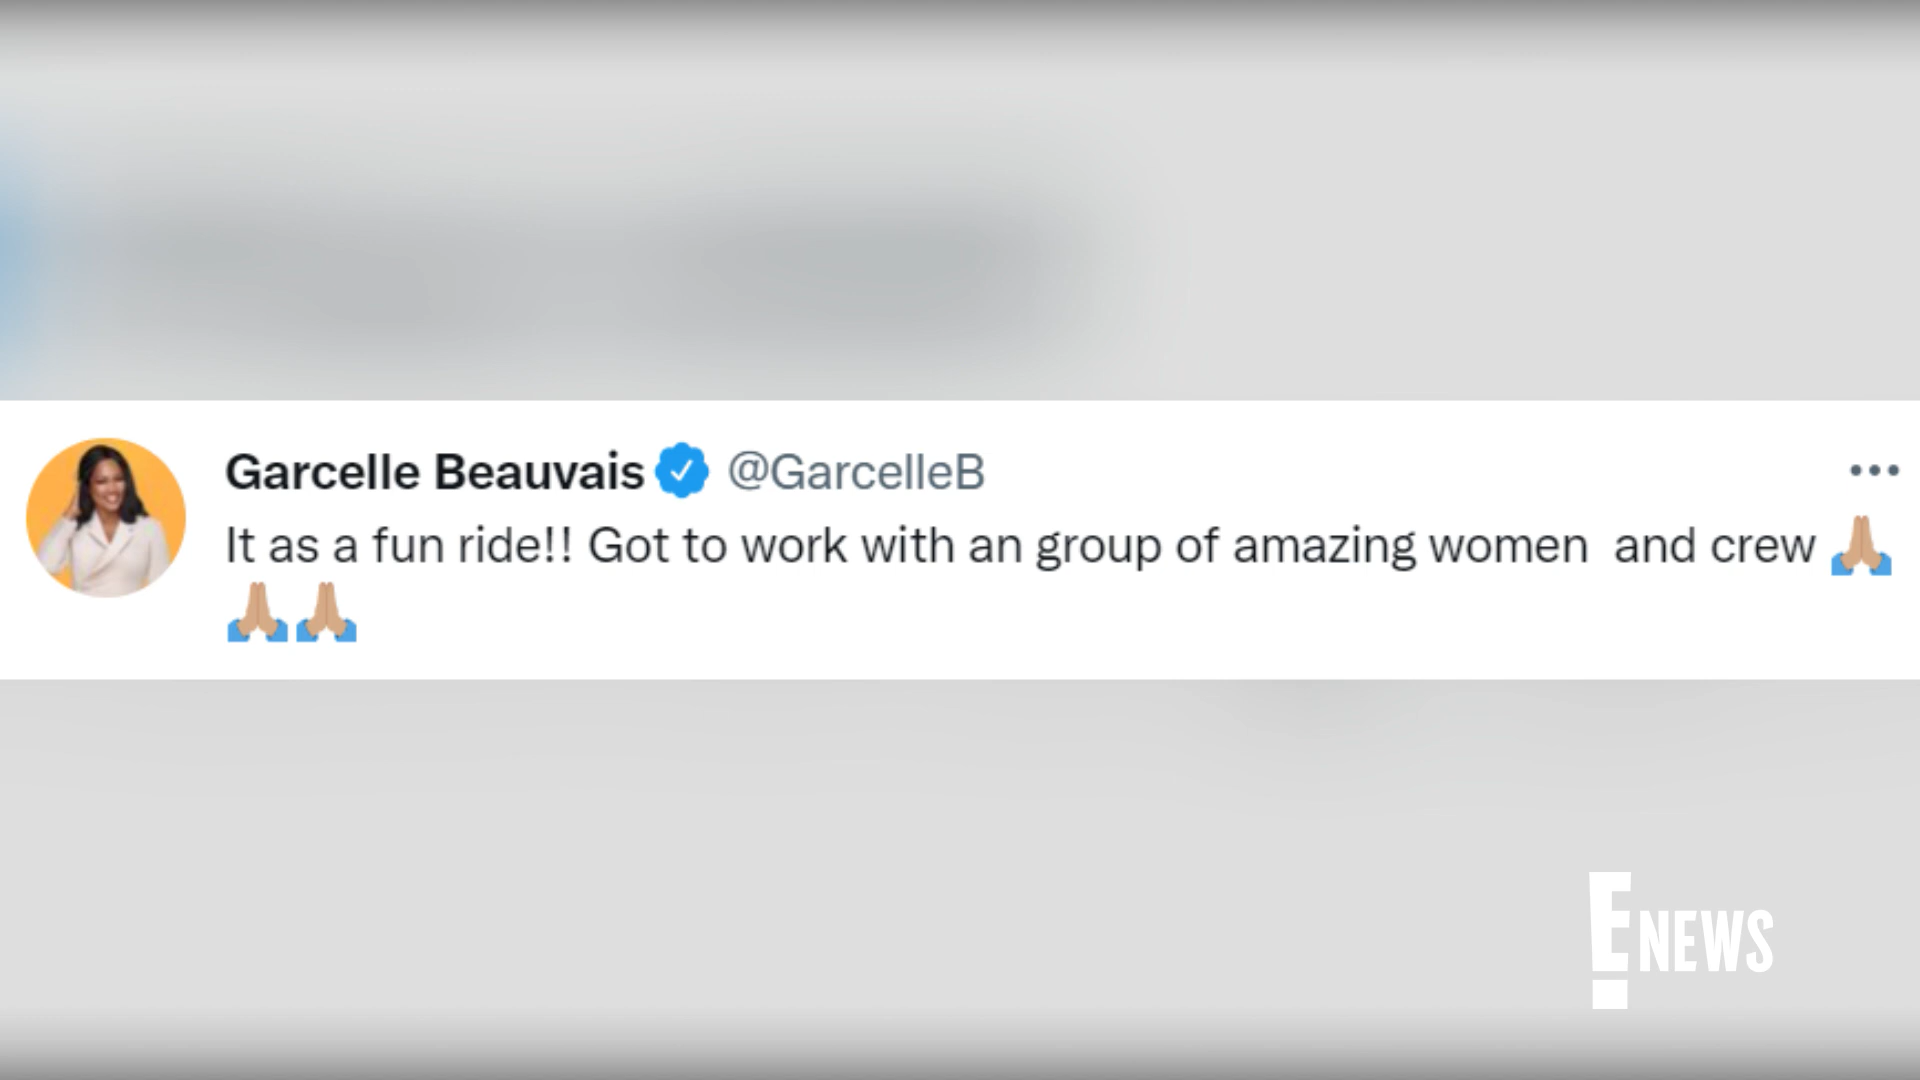 Garcelle Beauvais @GarcelleB
It as a fun ride!! Got to work with an group of amazing women  and crew 🙏🏼
🙏🏼🙏🏼
E! NEWS